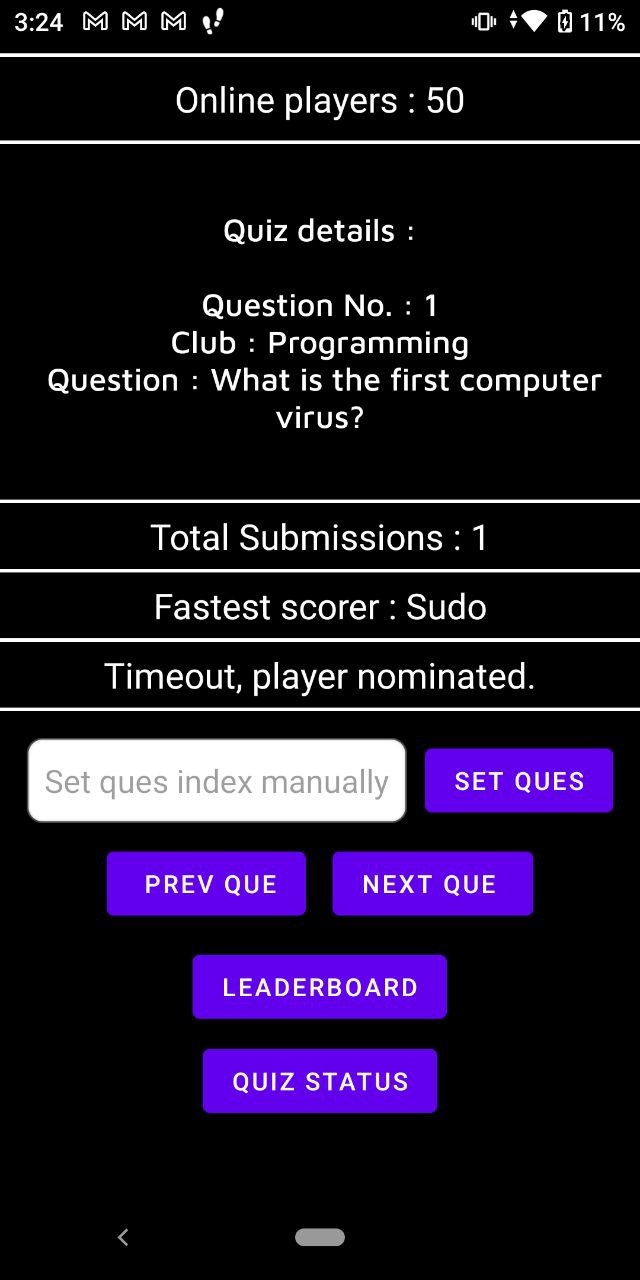 3:24 11%
Online players : 50
Quiz details :
Question No. : 1
Club : Programming
Question : What is the first computer
virus?
Total Submissions : 1
Fastest scorer : Sudo
Timeout, player nominated.
Set ques index manually SET QUES
PREV QUE NEXT QUE
LEADERBOARD
QUIZ STATUS